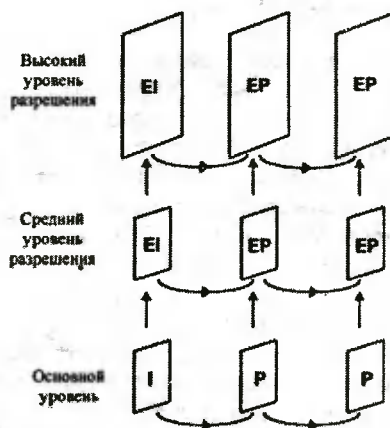 Высокий
уровень
разрешения
EI EP EP
Средний
уровень
разрешения
EI EP EP
Основной
уровень
I P P